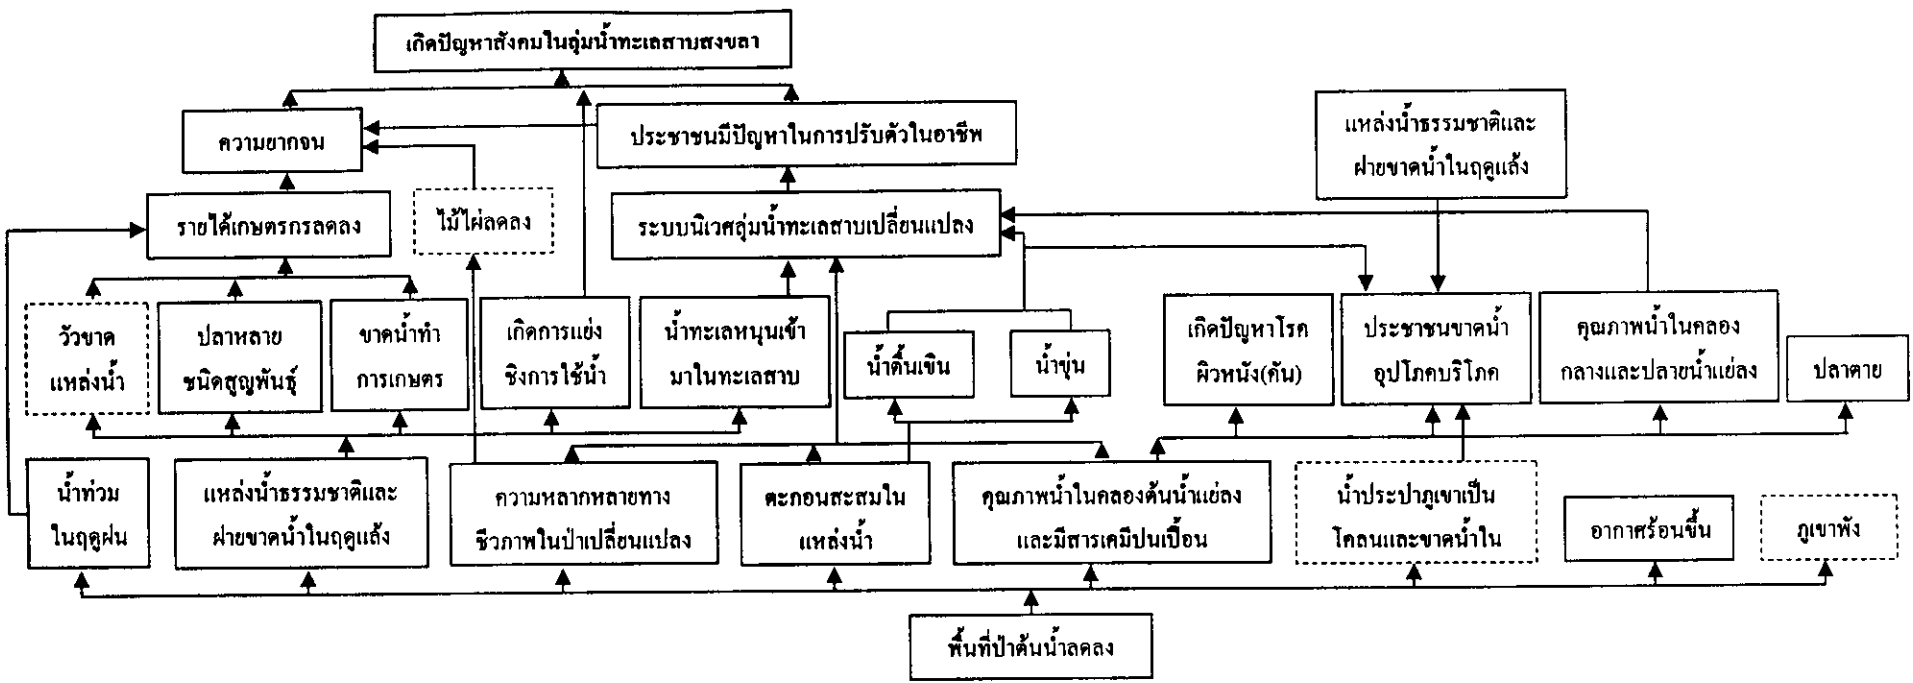 เกิดปัญหาสังคมในลุ่มน้ำทะเลสาบสงขลา
ความยากจน
ประชาชนมีปัญหาในการปรับตัวในอาชีพ
แหล่งน้ำธรรมชาติและ
ฝายขาดน้ำในฤดูแล้ง
รายได้เกษตรกรลดลง
ไม้ไผ่ลดลง
ระบบนิเวศลุ่มน้ำทะเลสาบเปลี่ยนแปลง
วัวขาด
แหล่งน้ำ
ปลาหลาย
ชนิดสูญพันธุ์
ขาดน้ำทำ
การเกษตร
เกิดการแย่ง
ชิงการใช้น้ำ
น้ำทะเลหนุนเข้า
มาในทะเลสาบ
น้ำตื้นเขิน
น้ำขุ่น
เกิดปัญหาโรค
ผิวหนัง(คัน)
ประชาชนขาดน้ำ
อุปโภคบริโภค
คุณภาพน้ำในคลอง
กลางและปลายน้ำแย่ลง
ปลาตาย
น้ำท่วม
ในฤดูฝน
แหล่งน้ำธรรมชาติและ
ฝายขาดน้ำในฤดูแล้ง
ความหลากหลายทาง
ชีวภาพในป่าเปลี่ยนแปลง
ตะกอนสะสมใน
แหล่งน้ำ
คุณภาพน้ำในคลองต้นน้ำแย่ลง
และมีสารเคมีปนเปื้อน
น้ำประปาภูเขาเป็น
โคลนและขาดน้ำใน
อากาศร้อนขึ้น
ภูเขาพัง
พื้นที่ป่าต้นน้ำลดลง